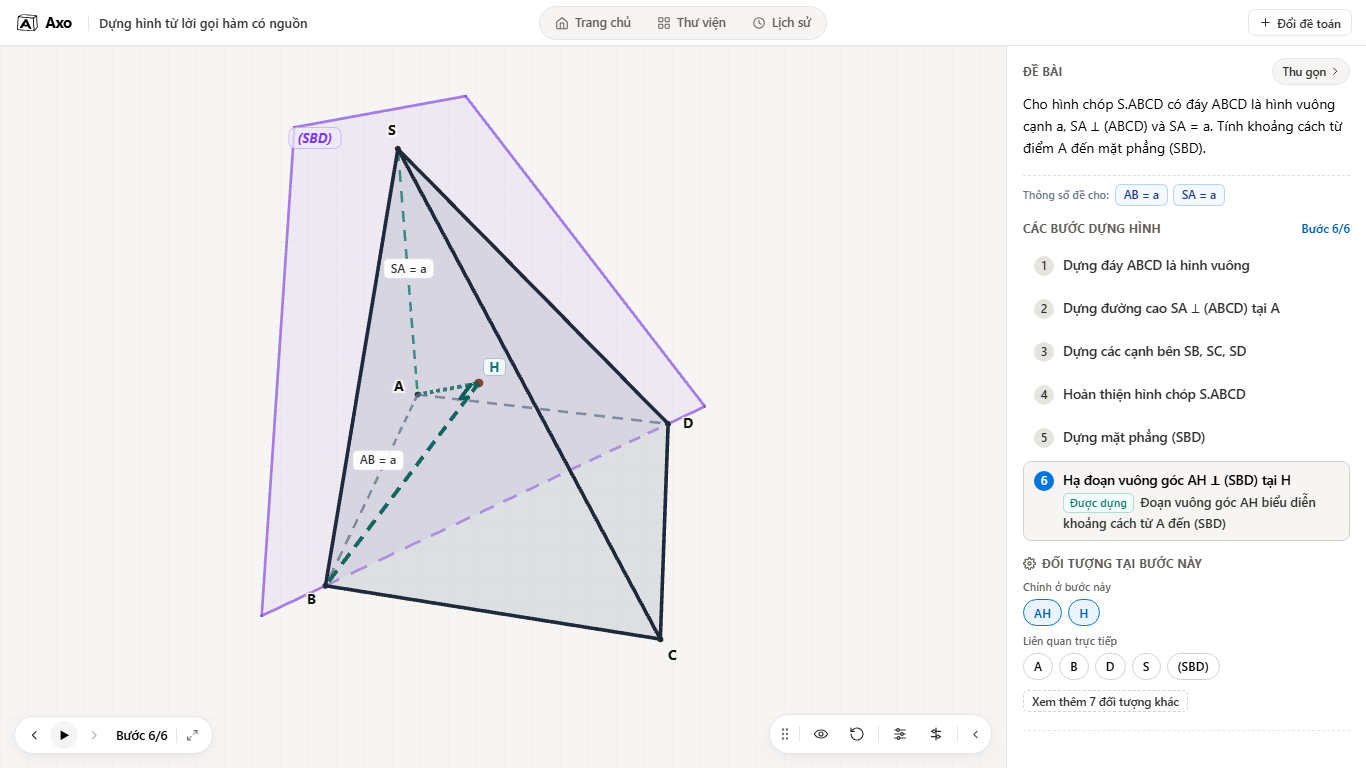 Axo
Dựng hình từ lời gọi hàm có nguồn
Trang chủ
Thư viện
Lịch sử
Đổi đề toán
(SBD)
S
SA = a
H
A
D
AB = a
B
C
Bước 6/6
ĐỀ BÀI
Thu gọn
Cho hình chóp S.ABCD có đáy ABCD là hình vuông
cạnh a, SA ⊥ (ABCD) và SA = a. Tính khoảng cách từ
điểm A đến mặt phẳng (SBD).
Thông số đề cho:
AB = a
SA = a
CÁC BƯỚC DỰNG HÌNH
Bước 6/6
1 Dựng đáy ABCD là hình vuông
2 Dựng đường cao SA ⊥ (ABCD) tại A
3 Dựng các cạnh bên SB, SC, SD
4 Hoàn thiện hình chóp S.ABCD
5 Dựng mặt phẳng (SBD)
6 Hạ đoạn vuông góc AH ⊥ (SBD) tại H
Được dựng Đoạn vuông góc AH biểu diễn
khoảng cách từ A đến (SBD)
ĐỐI TƯỢNG TẠI BƯỚC NÀY
Chính ở bước này
AH
H
Liên quan trực tiếp
A
B
D
S
(SBD)
Xem thêm 7 đối tượng khác